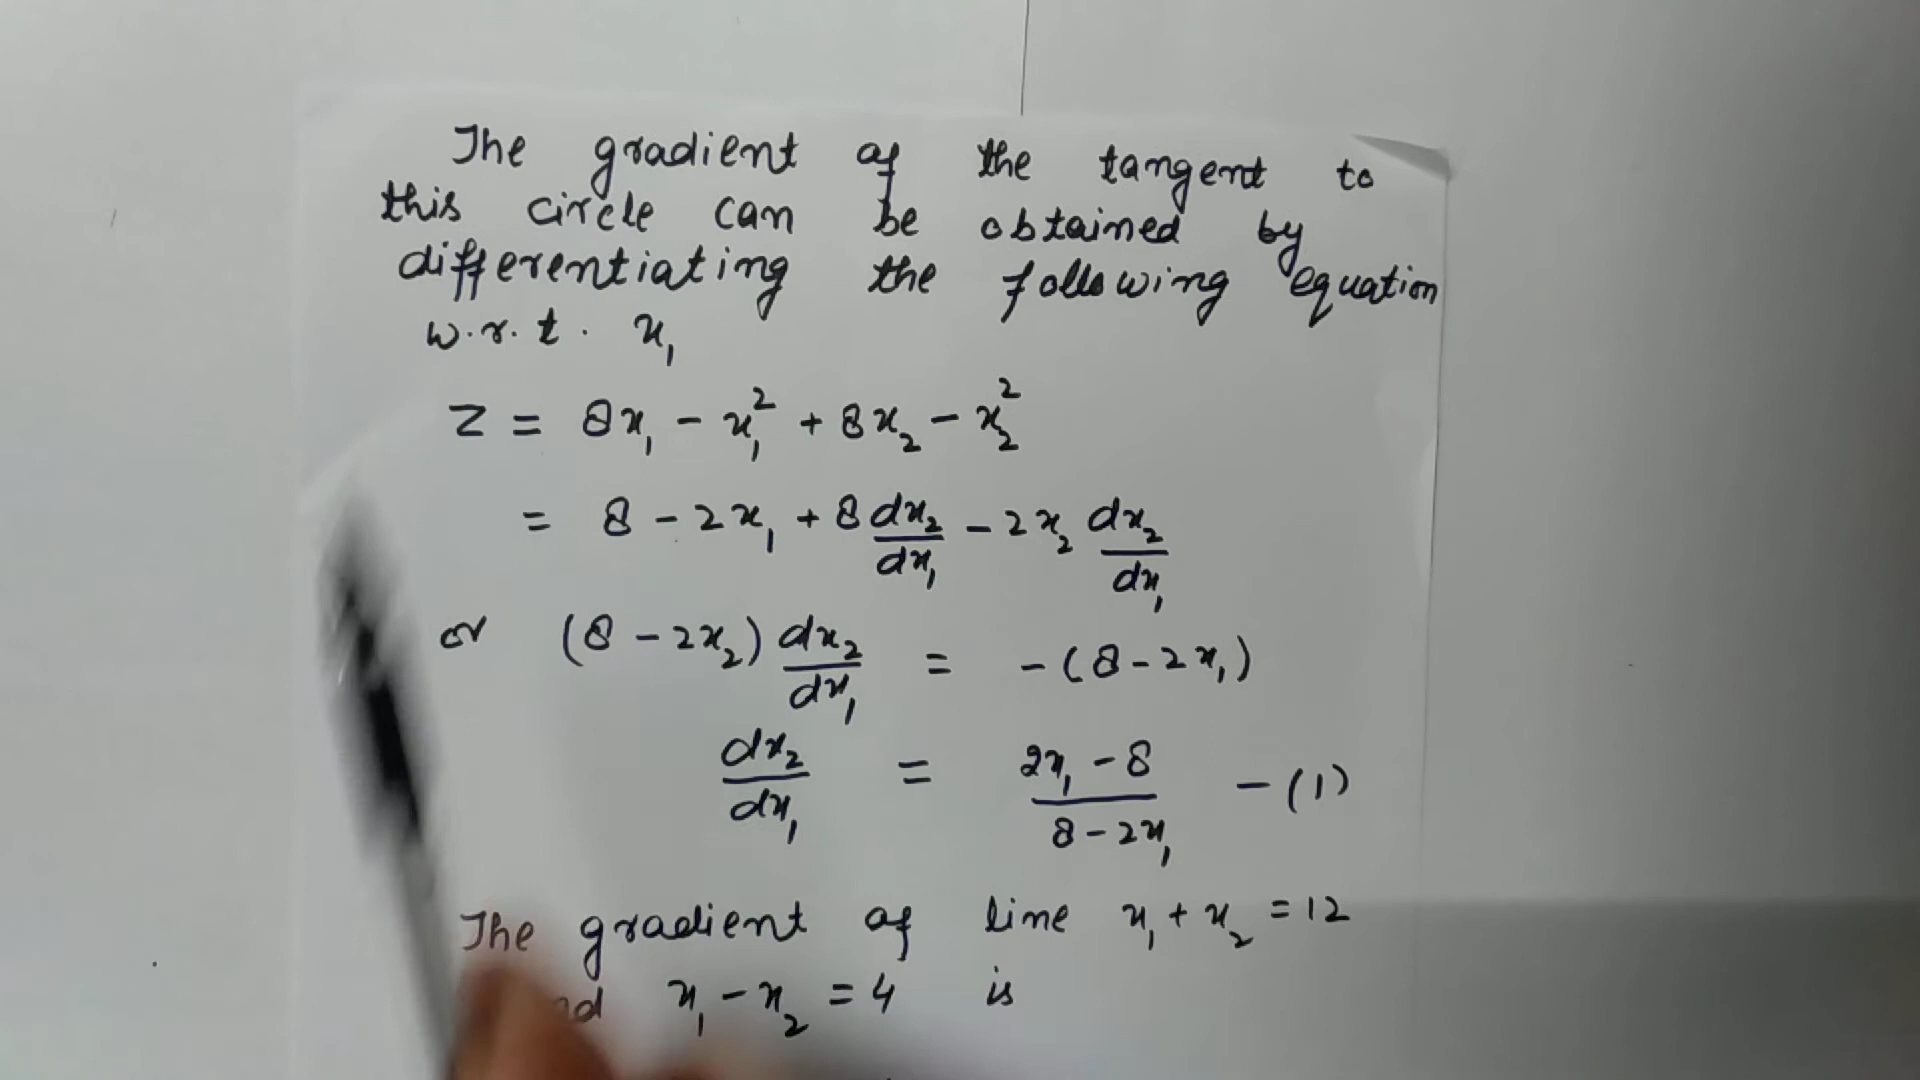 The gradient of the tangent to
this circle can be obtained by
differentiating the following equation
w.r.t. x₁
Z = 8x₁ - x₁² + 8x₂ - x₂²
= 8 - 2x₁ + 8 dx₂/dx₁ - 2x₂ dx₂/dx₁
or (8 - 2x₂) dx₂/dx₁ = -(8 - 2x₁)
dx₂/dx₁ = (2x₁ - 8)/(8 - 2x₁) - (1)
The gradient of line x₁ + x₂ = 12
x₁ - x₂ = 4 is